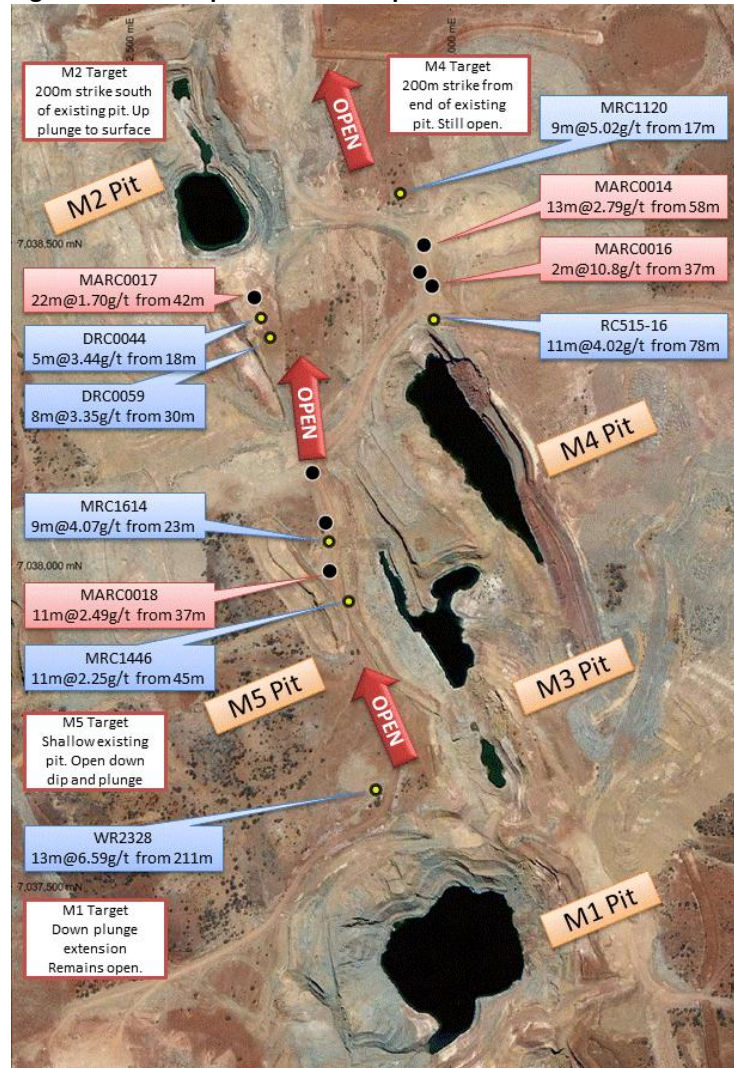 2,500 mE
000 mE
M2 Target
200m strike south
of existing pit. Up
plunge to surface
OPEN
M4 Target
200m strike from
end of existing
pit. Still open.
MRC1120
9m@5.02g/t from 17m
M2 Pit
MARC0014
13m@2.79g/t from 58m
7,038,500 mN
MARC0016
2m@10.8g/t from 37m
MARC0017
22m@1.70g/t from 42m
DRC0044
5m@3.44g/t from 18m
RC515-16
11m@4.02g/t from 78m
DRC0059
8m@3.35g/t from 30m
OPEN
M4 Pit
MRC1614
9m@4.07g/t from 23m
7,038,000 mN
MARC0018
11m@2.49g/t from 37m
MRC1446
11m@2.25g/t from 45m
M5 Pit
M3 Pit
OPEN
M5 Target
Shallow existing
pit. Open down
dip and plunge
WR2328
13m@6.59g/t from 211m
7,037,500 mN
M1 Target
Down plunge
extension
Remains open.
M1 Pit